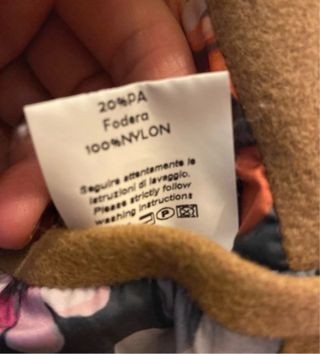 20%PA
Fodera
100%NYLON
Seguire attentamente le
istruzioni di lavaggio.
Please strictly follow
washing instructions
P